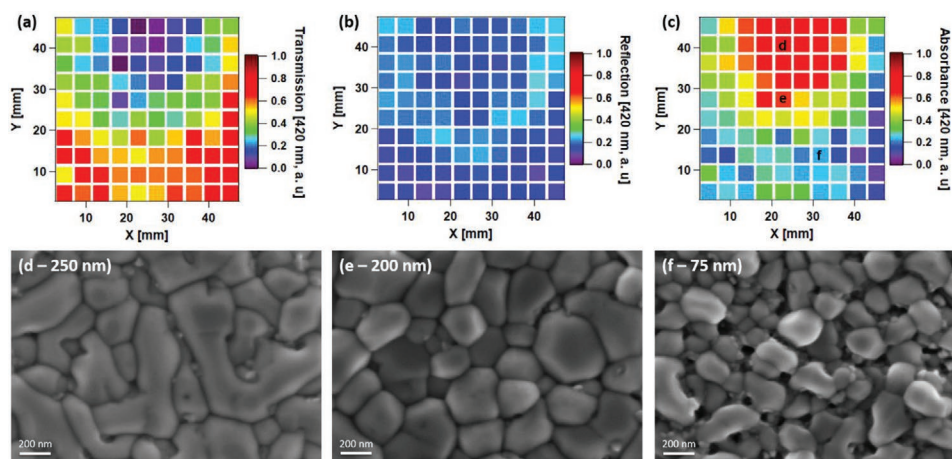 (a)
40
30
20
10
Y [mm]
10
20
30
40
X [mm]
1.0
0.8
0.6
0.4
0.2
0.0
Transmission [420 nm, a. u]
(b)
40
30
20
10
Y [mm]
10
20
30
40
X [mm]
1.0
0.8
0.6
0.4
0.2
0.0
Reflection [420 nm, a. u]
(c)
40
30
20
10
Y [mm]
d
e
f
10
20
30
40
X [mm]
1.0
0.8
0.6
0.4
0.2
0.0
Absorbance [420 nm, a. u]
(d – 250 nm)
200 nm
(e – 200 nm)
200 nm
(f – 75 nm)
200 nm